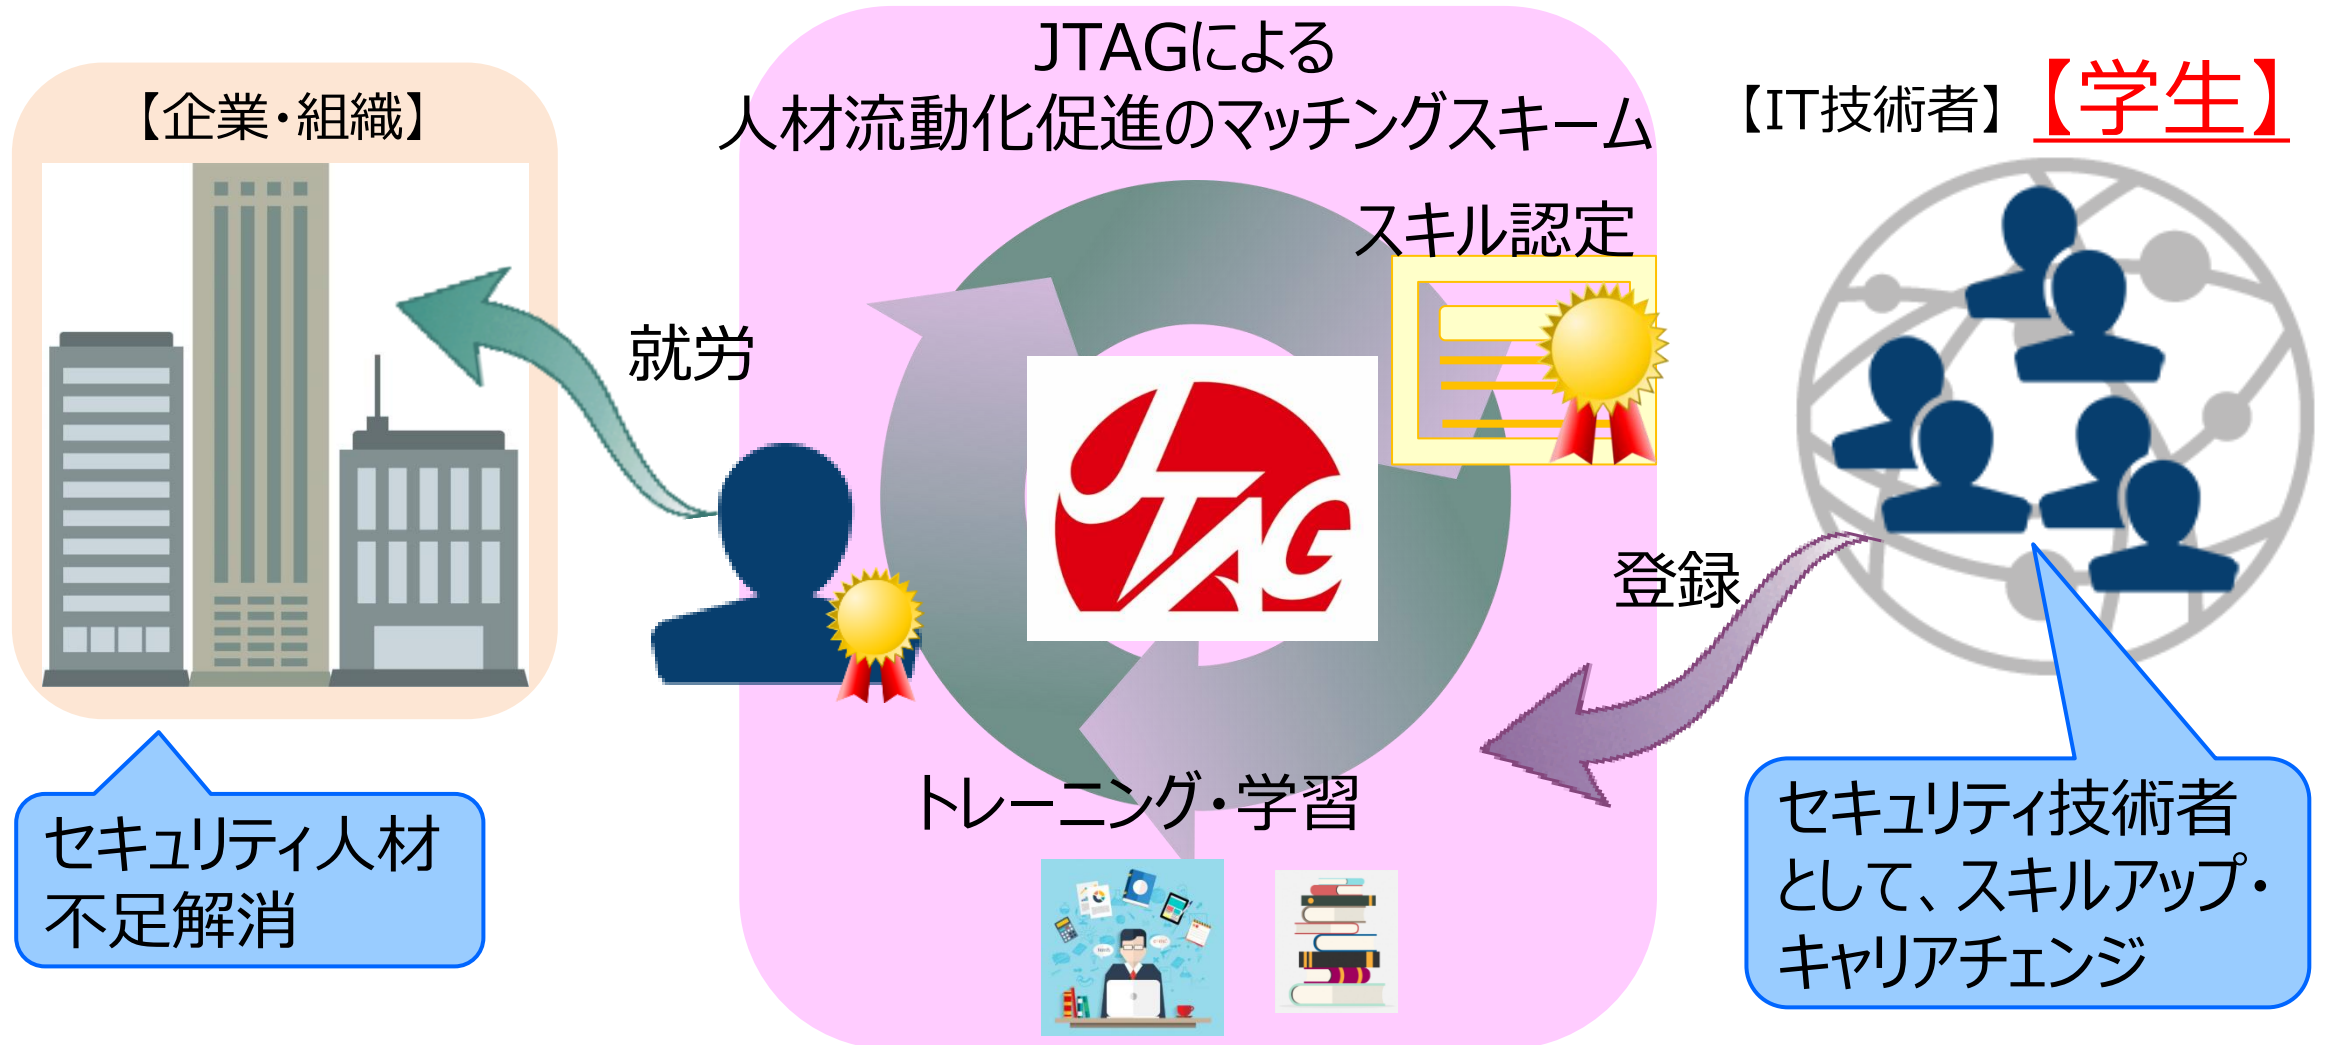 JTAGによる
人材流動化促進のマッチングスキーム
【企業・組織】
【IT技術者】【学生】
スキル認定
就労
JTAG
登録
トレーニング・学習
セキュリティ人材
不足解消
セキュリティ技術者
として、スキルアップ・
キャリアチェンジ